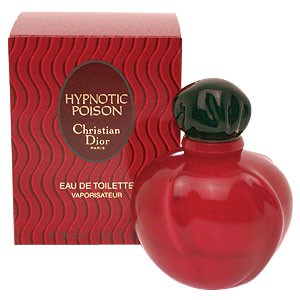 HYPNOTIC
POISON
Christian
Dior
PARIS
EAU DE TOILETTE
VAPORISATEUR